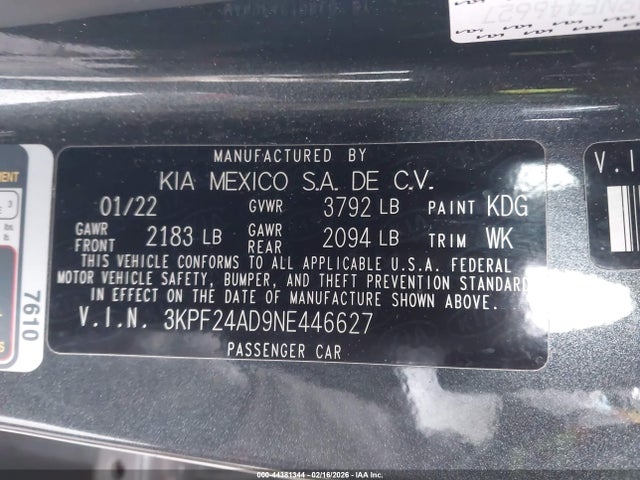 MANUFACTURED BY
KIA MEXICO S.A. DE C.V.
01/22 GVWR 3792 LB PAINT KDG
GAWR FRONT 2183 LB GAWR REAR 2094 LB TRIM WK
THIS VEHICLE CONFORMS TO ALL APPLICABLE U.S.A. FEDERAL
MOTOR VEHICLE SAFETY, BUMPER, AND THEFT PREVENTION STANDARD
IN EFFECT ON THE DATE OF MANUFACTURE SHOWN ABOVE.
V.I.N. 3KPF24AD9NE446627
PASSENGER CAR
7610
3
lbs
V.I
NE446627
000-44381344 - 02/16/2026 - IAA Inc.